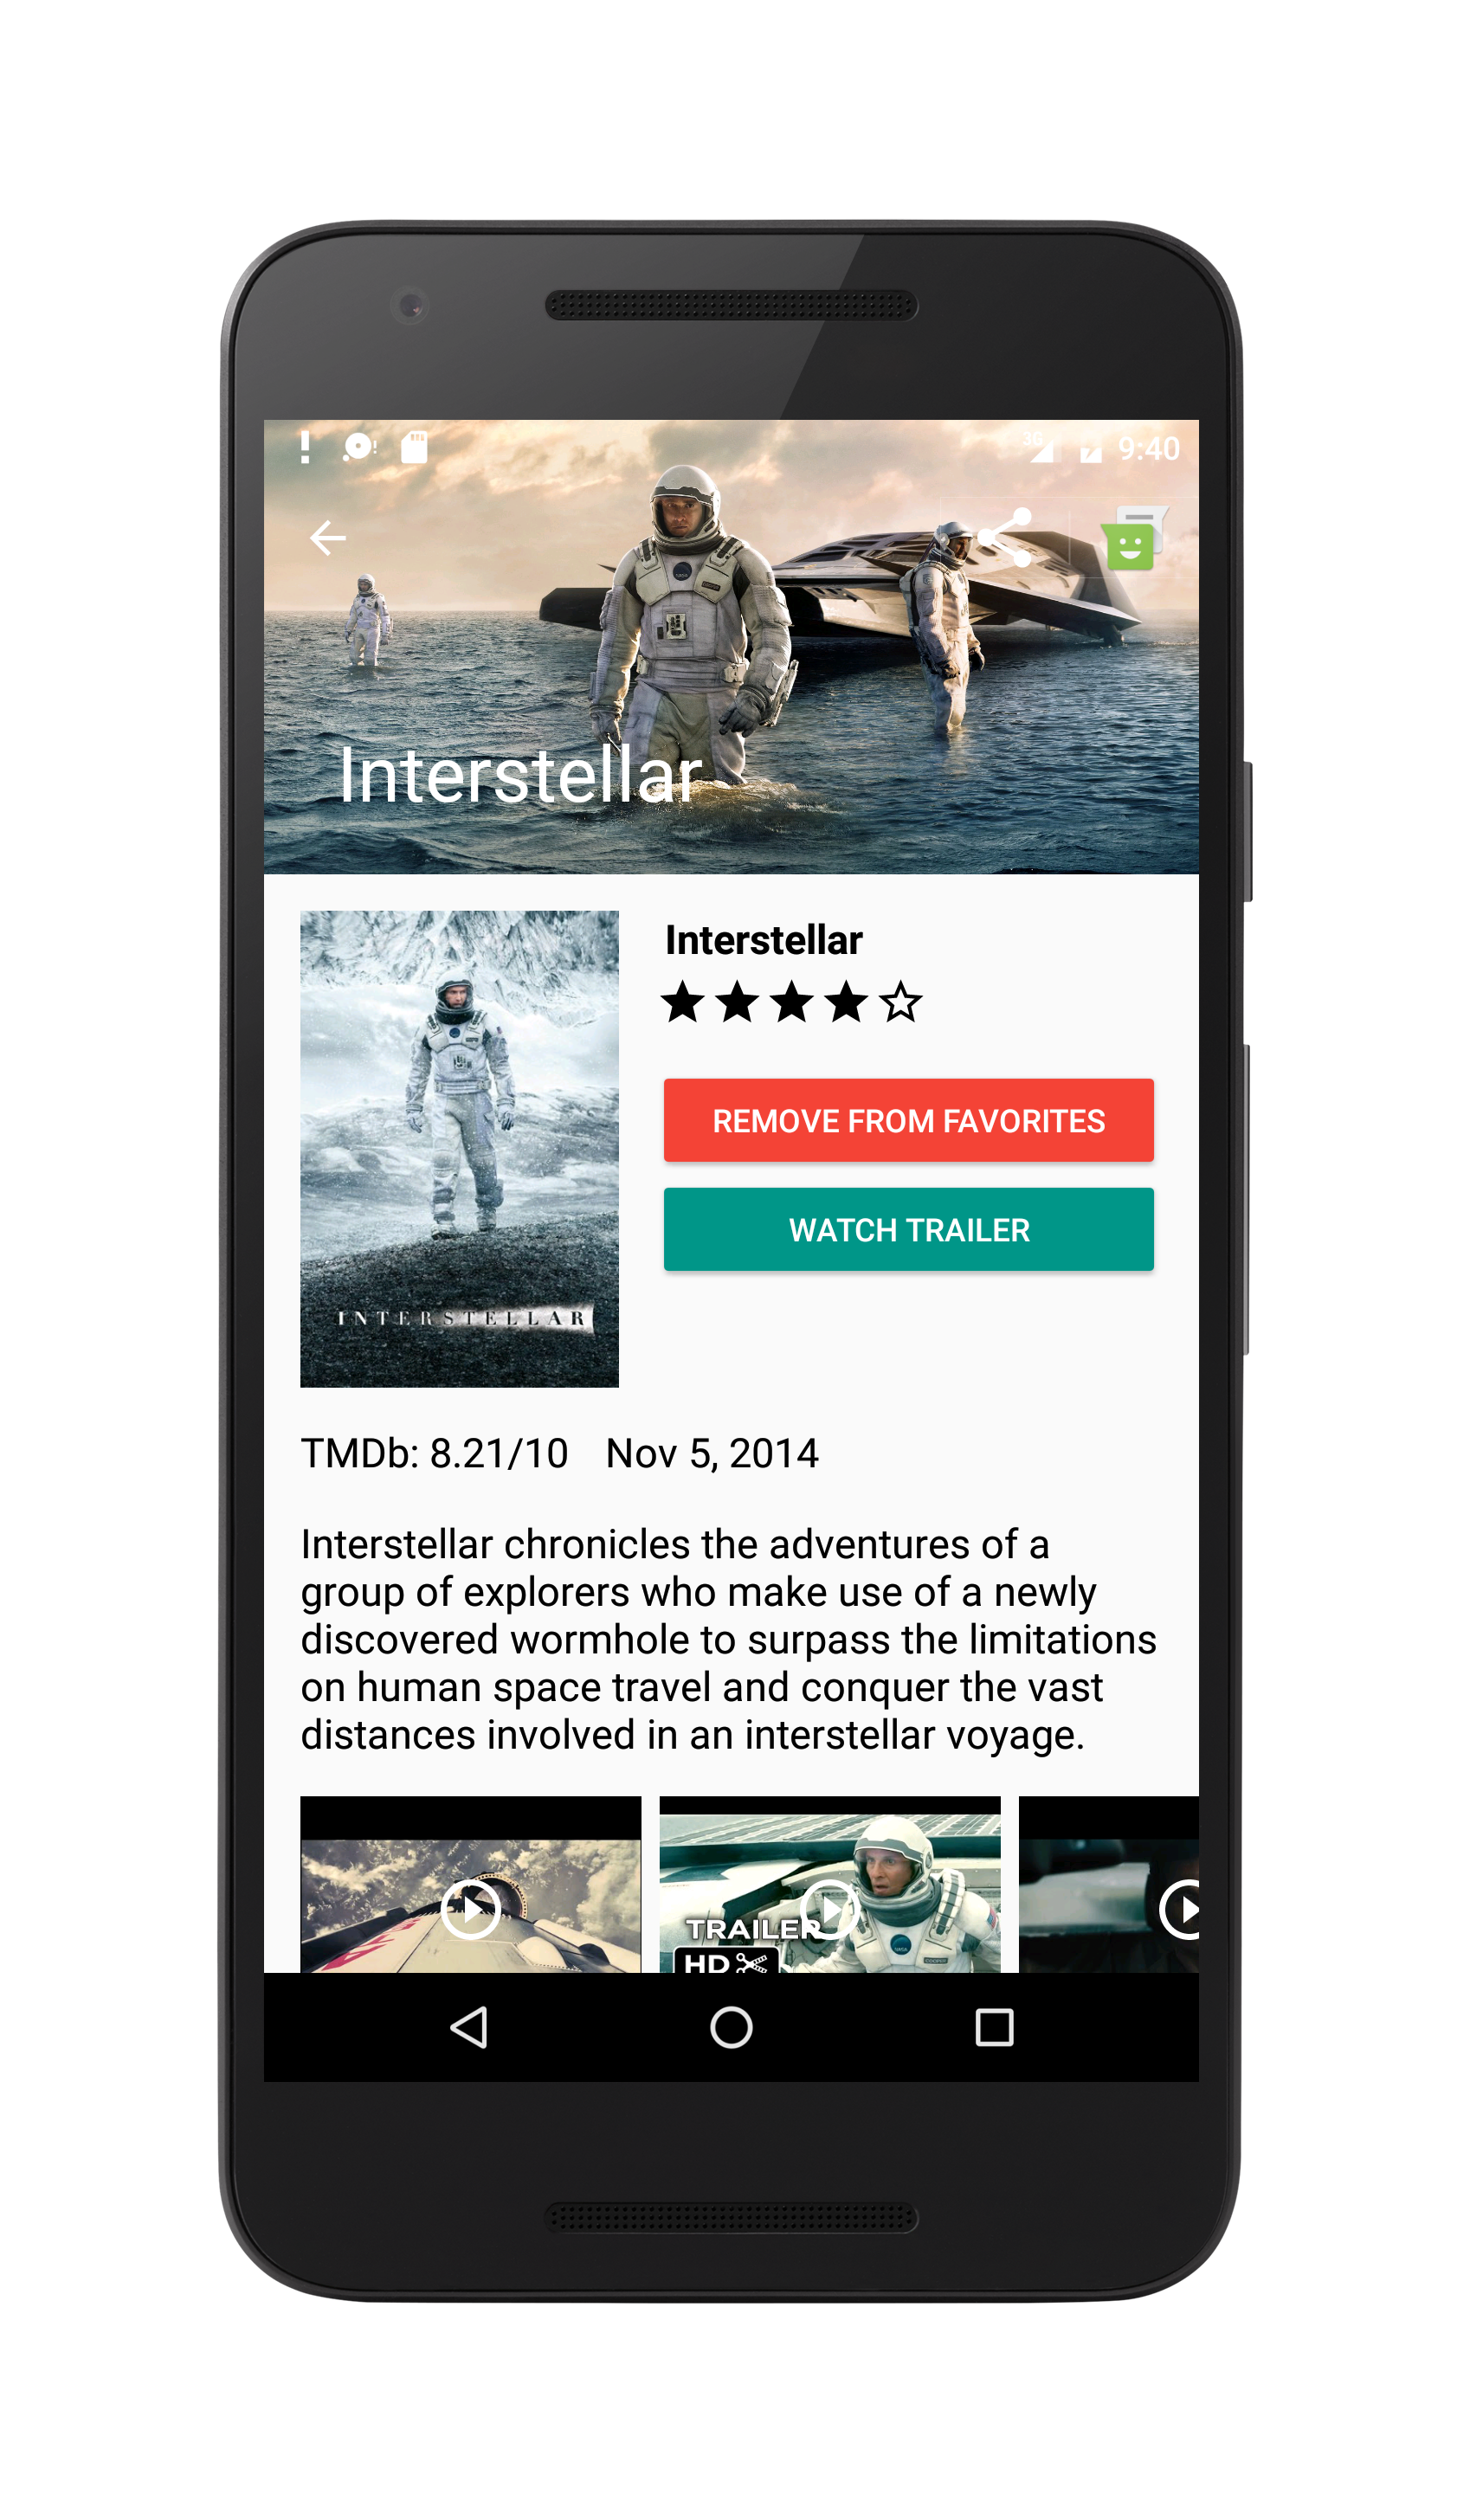 3G
9:40
Interstellar
Interstellar
REMOVE FROM FAVORITES
WATCH TRAILER
INTERSTELLAR
TMDb: 8.21/10 Nov 5, 2014
Interstellar chronicles the adventures of a
group of explorers who make use of a newly
discovered wormhole to surpass the limitations
on human space travel and conquer the vast
distances involved in an interstellar voyage.
TRAILER
HD